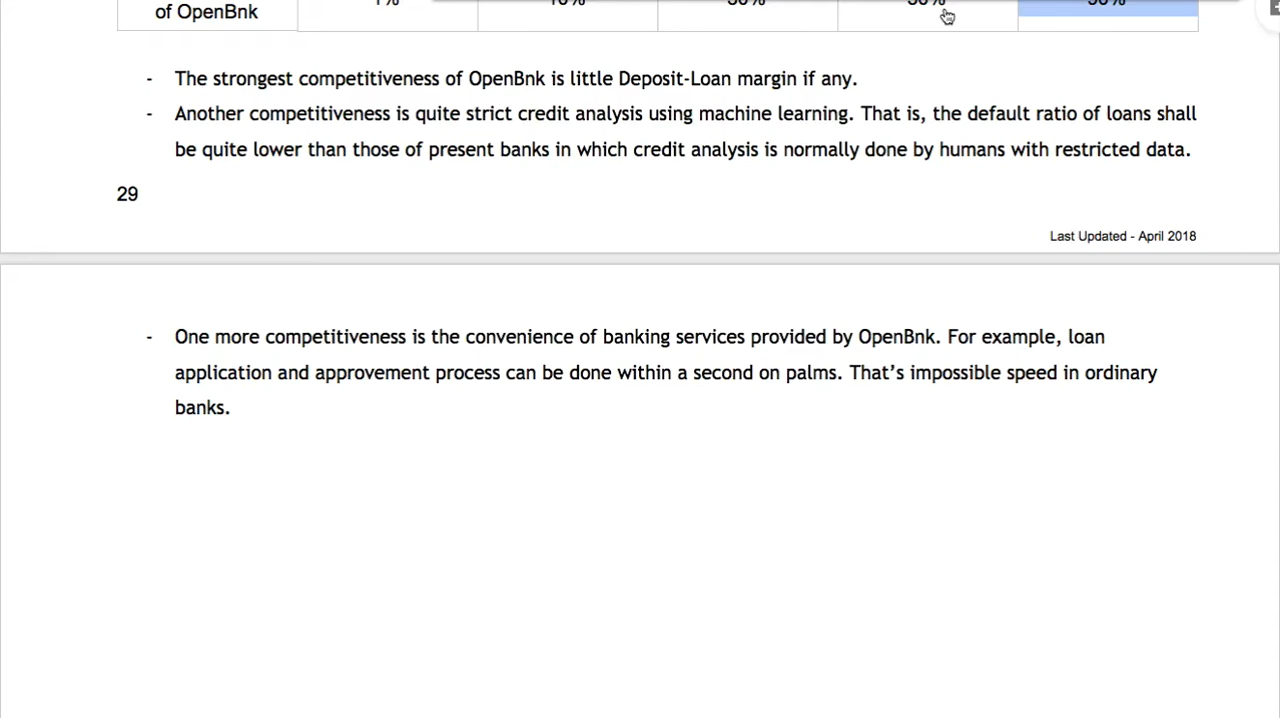 of OpenBnk
- The strongest competitiveness of OpenBnk is little Deposit-Loan margin if any.
- Another competitiveness is quite strict credit analysis using machine learning. That is, the default ratio of loans shall
be quite lower than those of present banks in which credit analysis is normally done by humans with restricted data.
29
Last Updated - April 2018
- One more competitiveness is the convenience of banking services provided by OpenBnk. For example, loan
application and approvement process can be done within a second on palms. That’s impossible speed in ordinary
banks.